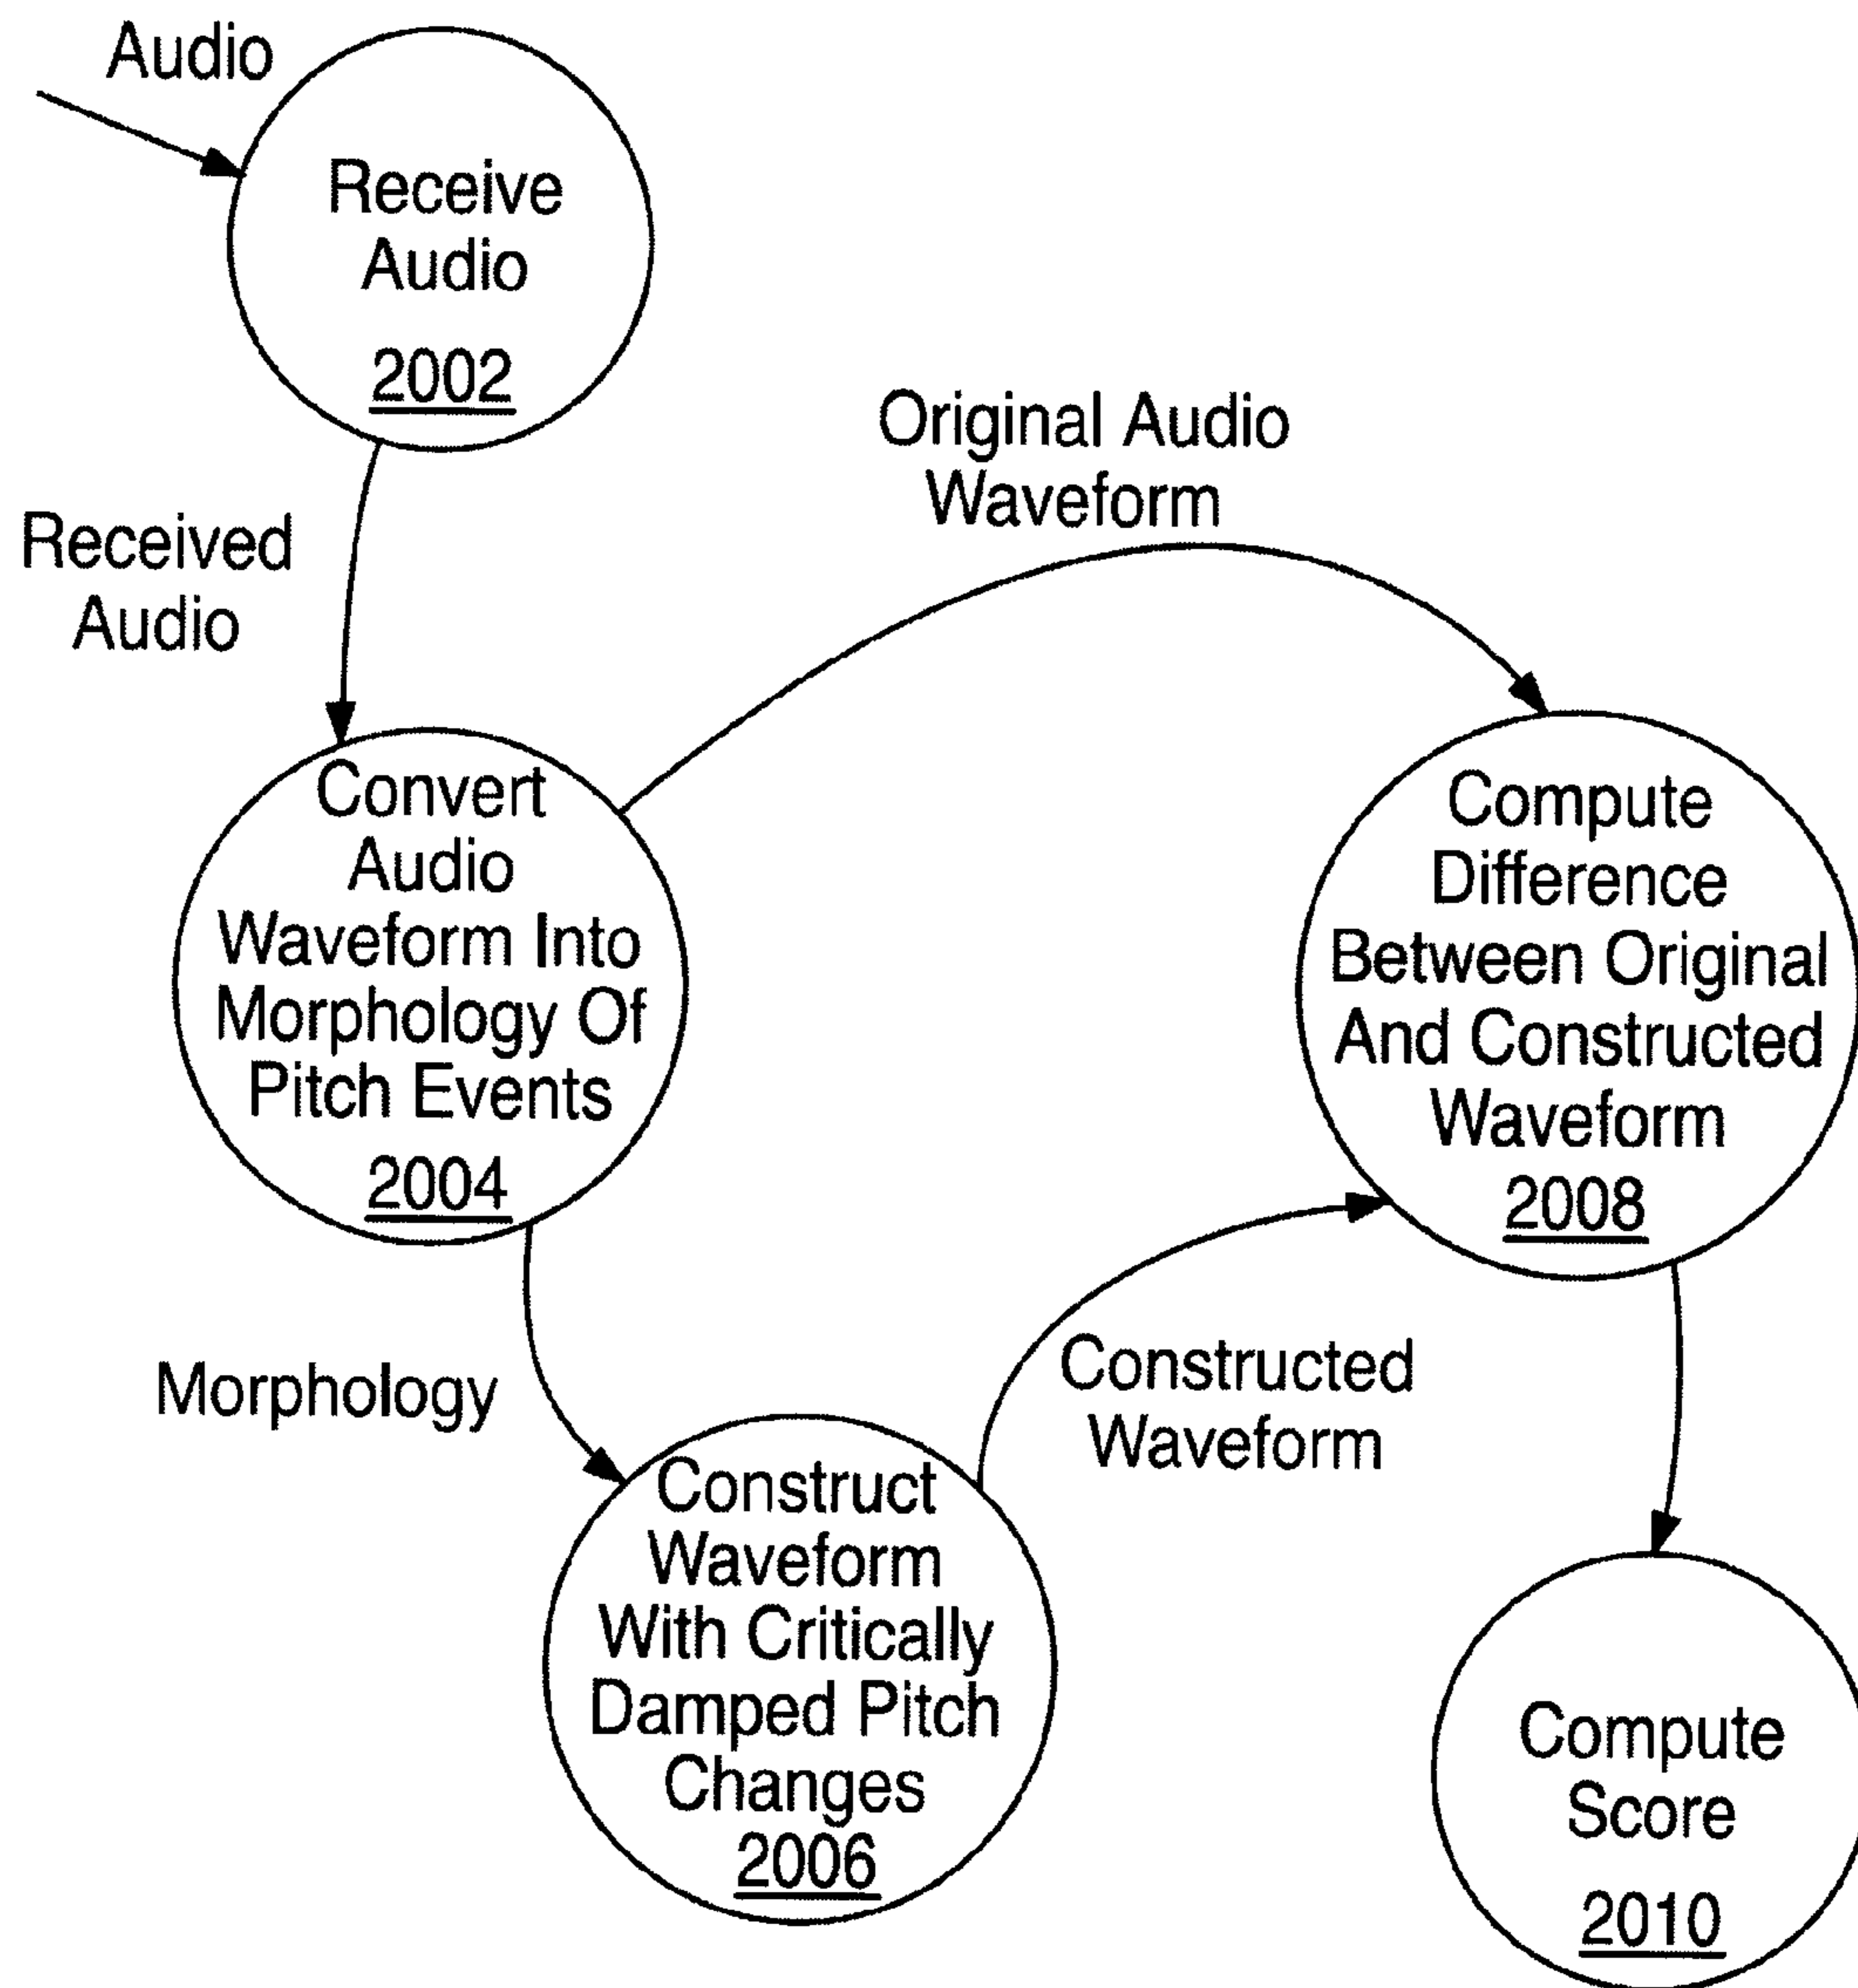 Audio
Receive
Audio
2002
Received
Audio
Original Audio
Waveform
Convert
Audio
Waveform Into
Morphology Of
Pitch Events
2004
Compute
Difference
Between Original
And Constructed
Waveform
2008
Morphology
Constructed
Waveform
Construct
Waveform
With Critically
Damped Pitch
Changes
2006
Compute
Score
2010